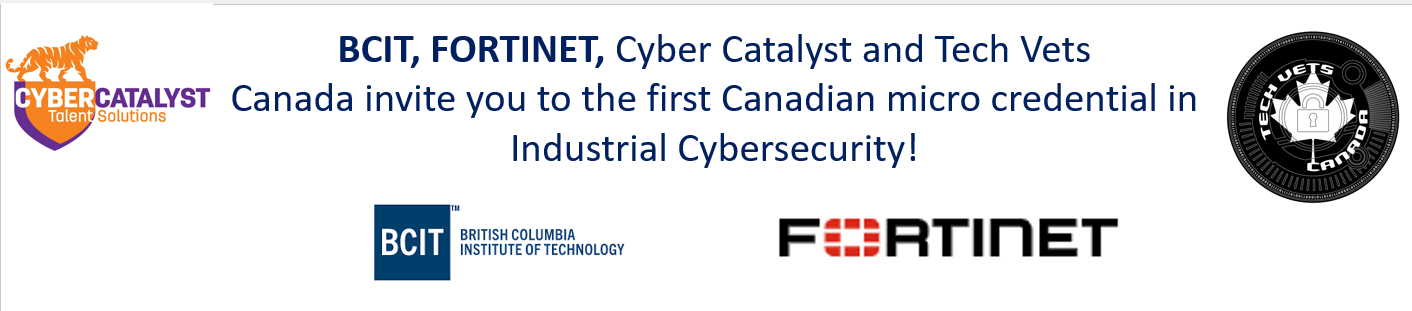 BCIT, FORTINET, Cyber Catalyst and Tech Vets
Canada invite you to the first Canadian micro credential in
Industrial Cybersecurity!
CYBERCATALYST
Talent Solutions
TECH VETS
CANADA
BCIT™
BRITISH COLUMBIA
INSTITUTE OF TECHNOLOGY
FORTINET